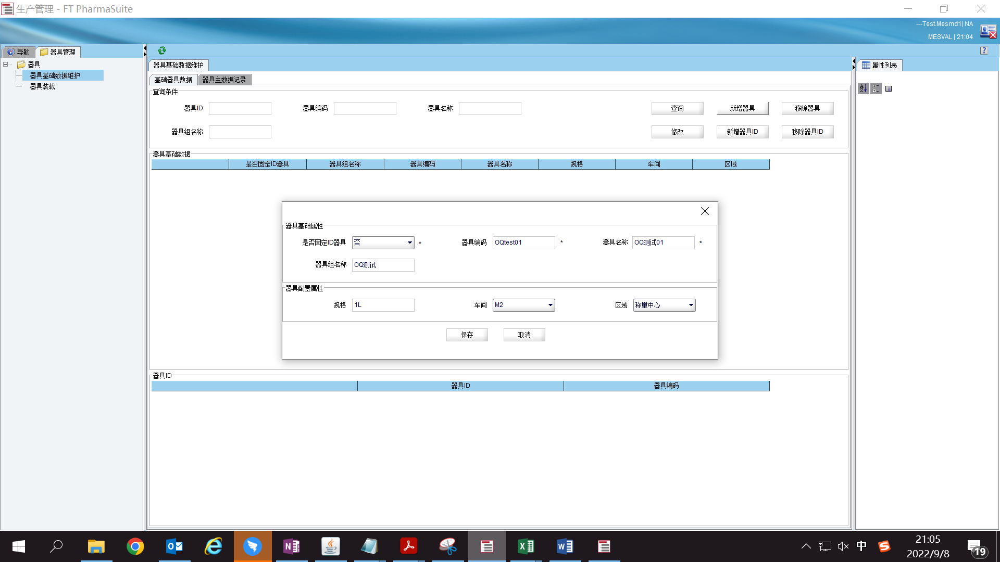 生产管理 - FT PharmaSuite
---Test.Mesmd1| NA
MESVAL | 21:04
导航
器具管理
器具
器具基础数据维护
器具装载
器具基础数据维护
属性列表
基础器具数据
器具主数据记录
查询条件
器具ID
器具编码
器具名称
查询
新增器具
移除器具
器具组名称
修改
新增器具ID
移除器具ID
器具基础数据
是否固定ID器具
器具组名称
器具编码
器具名称
规格
车间
区域
器具基础属性
是否固定ID器具
否
*
器具编码
OQtest01
*
器具名称
OQ测试01
*
器具组名称
OQ测试
器具配置属性
规格
1L
车间
M2
区域
称量中心
保存
取消
器具ID
器具ID
器具编码
中
21:05
2022/9/8
19